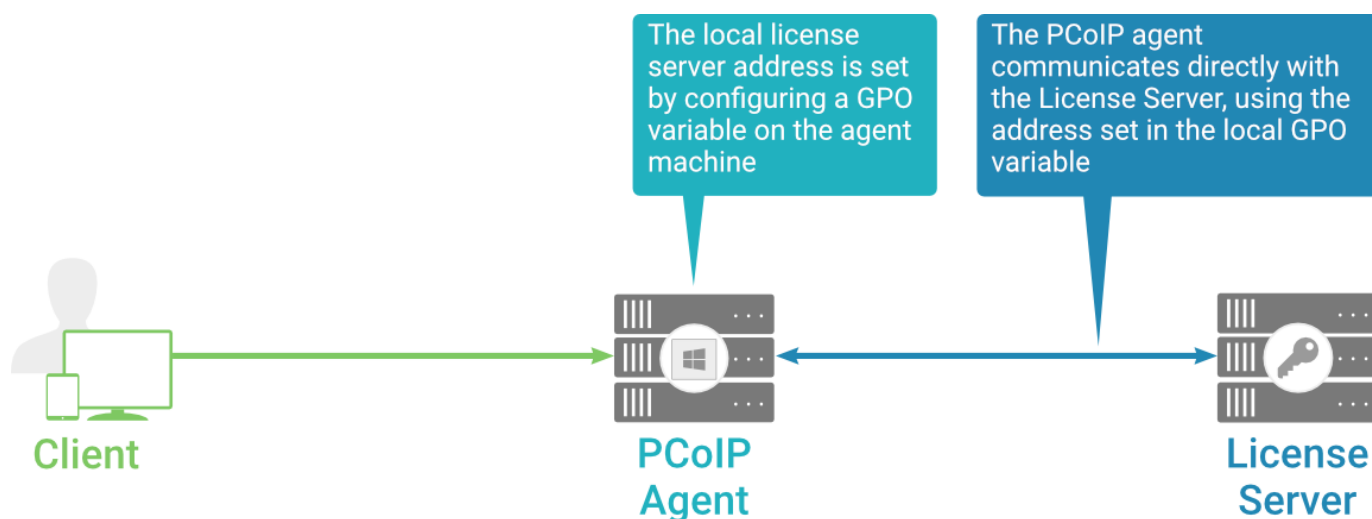 The local license
server address is set
by configuring a GPO
variable on the agent
machine
The PCoIP agent
communicates directly with
the License Server, using the
address set in the local GPO
variable
Client
PCoIP
Agent
License
Server